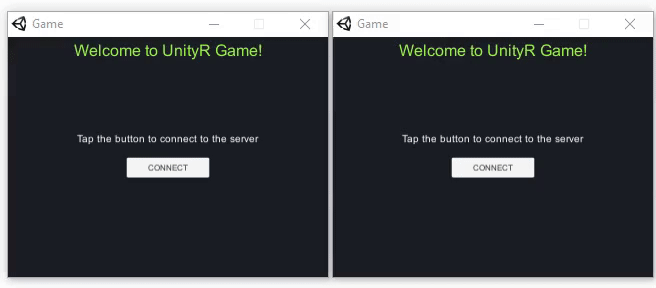 Game
Welcome to UnityR Game!
Tap the button to connect to the server
CONNECT
Game
Welcome to UnityR Game!
Tap the button to connect to the server
CONNECT